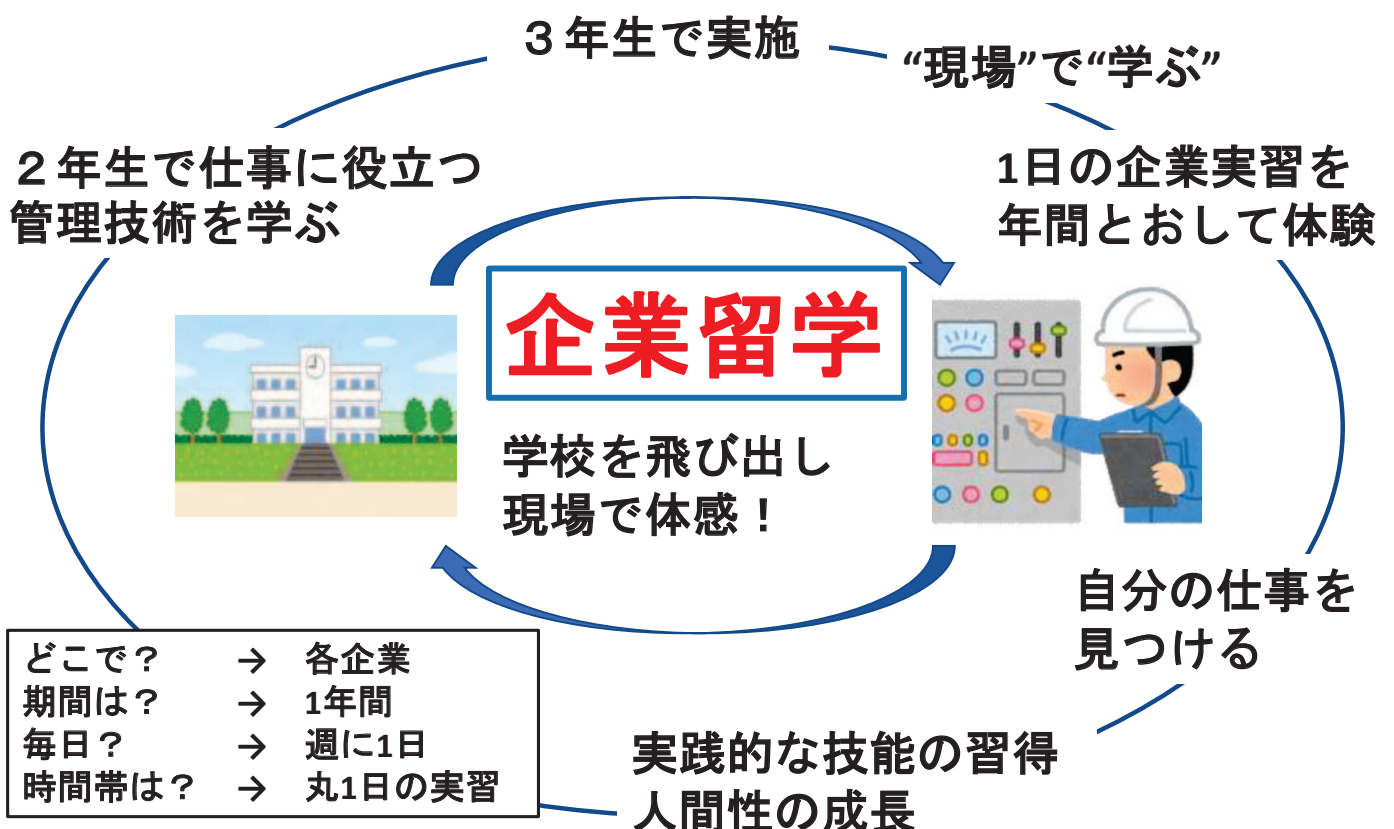 ３年生で実施
“現場”で“学ぶ”
２年生で仕事に役立つ
管理技術を学ぶ
1日の企業実習を
年間とおして体験
企業留学
学校を飛び出し
現場で体感！
自分の仕事を
見つける
どこで？ → 各企業
期間は？ → 1年間
毎日？ → 週に1日
時間帯は？ → 丸1日の実習
実践的な技能の習得
人間性の成長